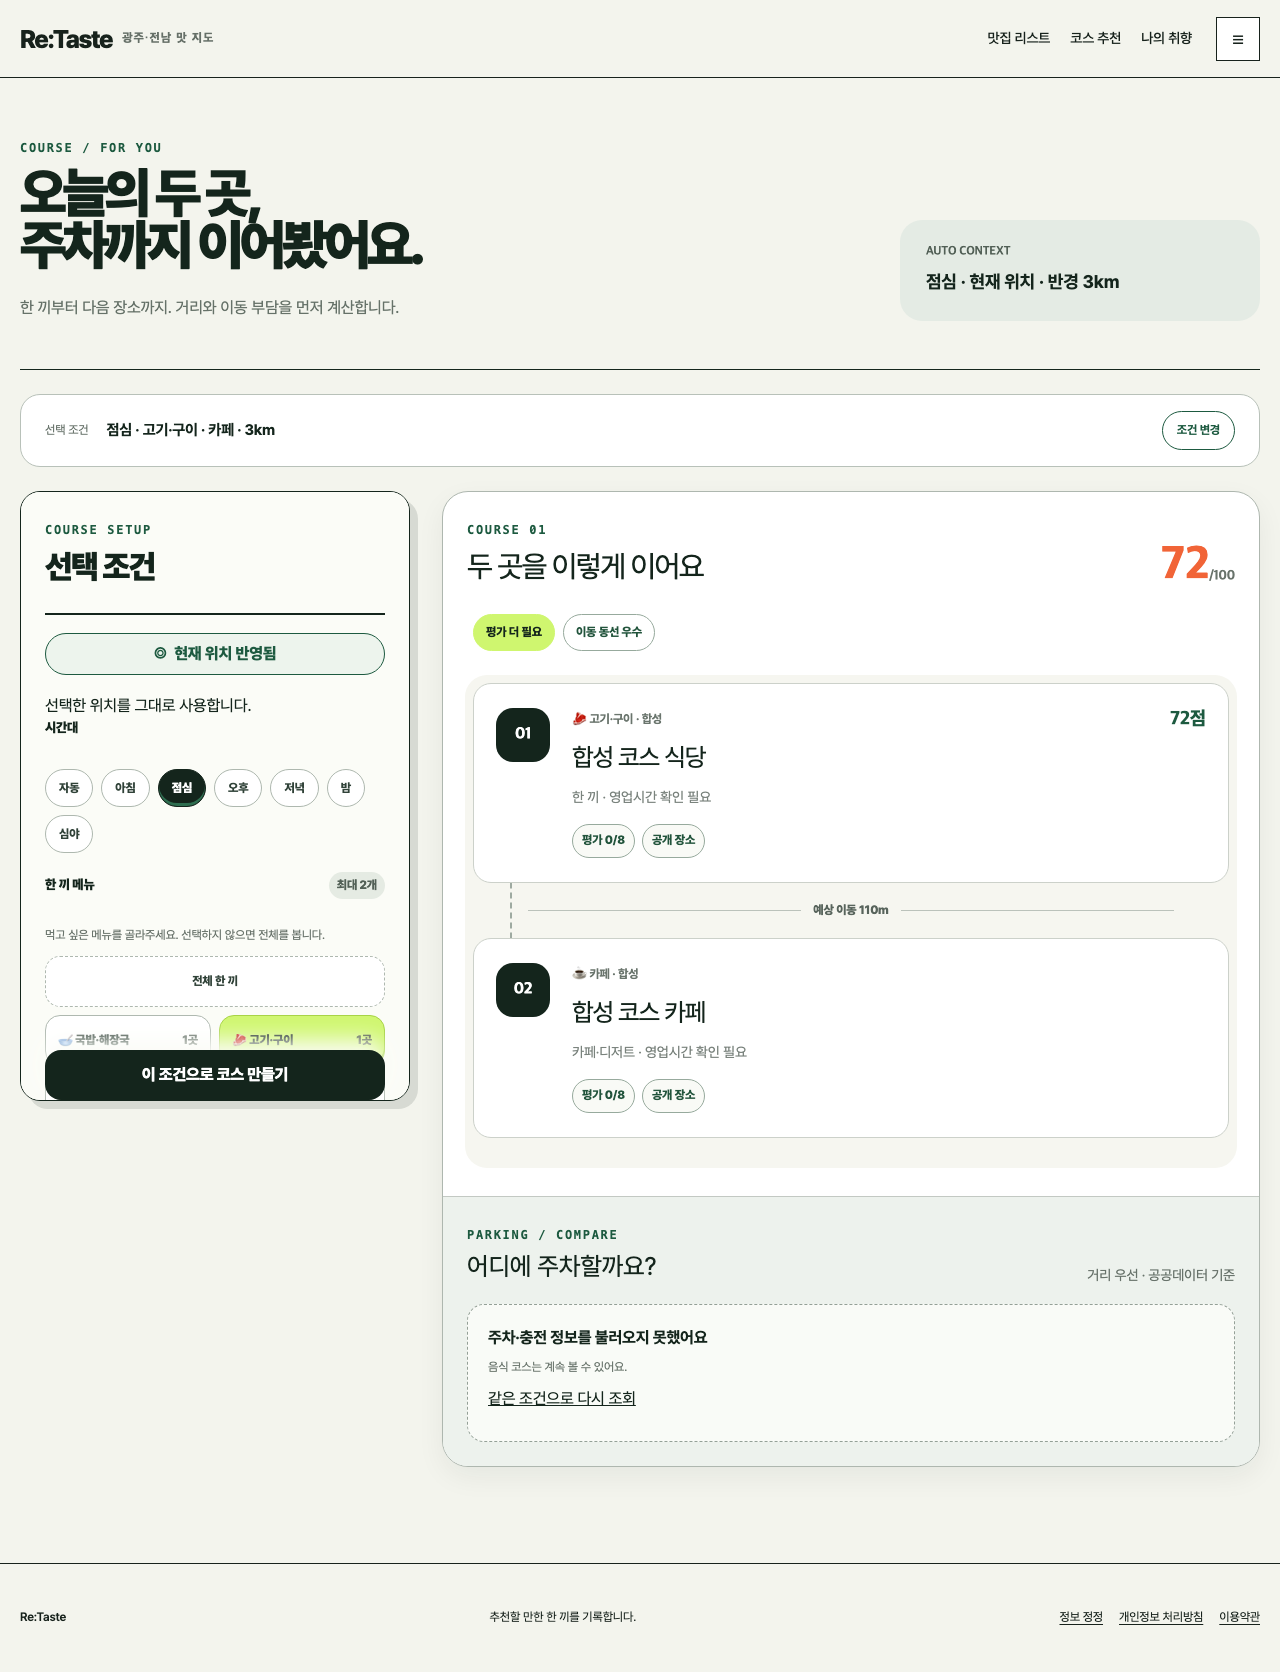 Re:Taste 광주·전남 맛 지도
맛집 리스트 코스 추천 나의 취향 ≡
COURSE / FOR YOU
오늘의 두 곳,
주차까지 이어봤어요.
한 끼부터 다음 장소까지. 거리와 이동 부담을 먼저 계산합니다.
AUTO CONTEXT
점심 · 현재 위치 · 반경 3km
선택 조건 점심 · 고기·구이 · 카페 · 3km
조건 변경
COURSE SETUP
선택 조건
◎ 현재 위치 반영됨
선택한 위치를 그대로 사용합니다.
시간대
자동 아침 점심 오후 저녁 밤
심야
한 끼 메뉴 최대 2개
먹고 싶은 메뉴를 골라주세요. 선택하지 않으면 전체를 봅니다.
전체 한 끼
국밥·해장국 1곳 고기·구이 1곳
이 조건으로 코스 만들기
COURSE 01
두 곳을 이렇게 이어요
72/100
평가 더 필요 이동 동선 우수
01
고기·구이 · 합성
72점
합성 코스 식당
한 끼 · 영업시간 확인 필요
평가 0/8 공개 장소
예상 이동 110m
02
카페 · 합성
합성 코스 카페
카페·디저트 · 영업시간 확인 필요
평가 0/8 공개 장소
PARKING / COMPARE
어디에 주차할까요?
거리 우선 · 공공데이터 기준
주차·충전 정보를 불러오지 못했어요
음식 코스는 계속 볼 수 있어요.
같은 조건으로 다시 조회
Re:Taste
추천할 만한 한 끼를 기록합니다.
정보 정정 개인정보 처리방침 이용약관